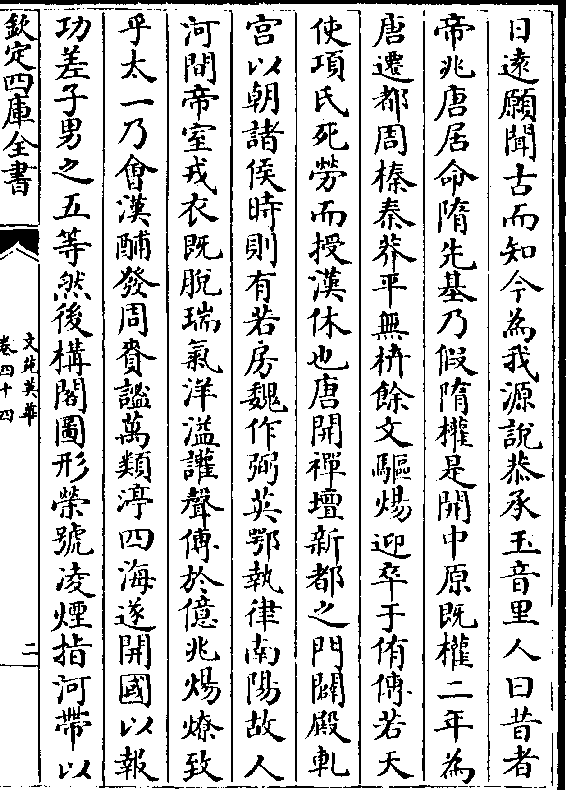 日遠願聞古而知今為我源說恭承玉音里人曰昔者
帝兆唐居命隋先基乃假隋權是開中原既權二年為
唐遷都周榛秦莽平無枿餘文驅煬迎卒于侑傳若天
使項氏死勞而授漢休也唐開禪壇新都之門闢殿軋
宫以朝諸侯時則有若房魏作弼英鄂執律南陽故人
河間帝室戎衣既脫瑞氣洋溢讙聲傳於億兆煬燎致
乎太一乃會漢酺發周賚謐萬類渟四海遂開國以報
功差子男之五等然後構閣圖形榮號凌煙指河帶以
欽定四庫全書
文苑英華
卷四十四
二